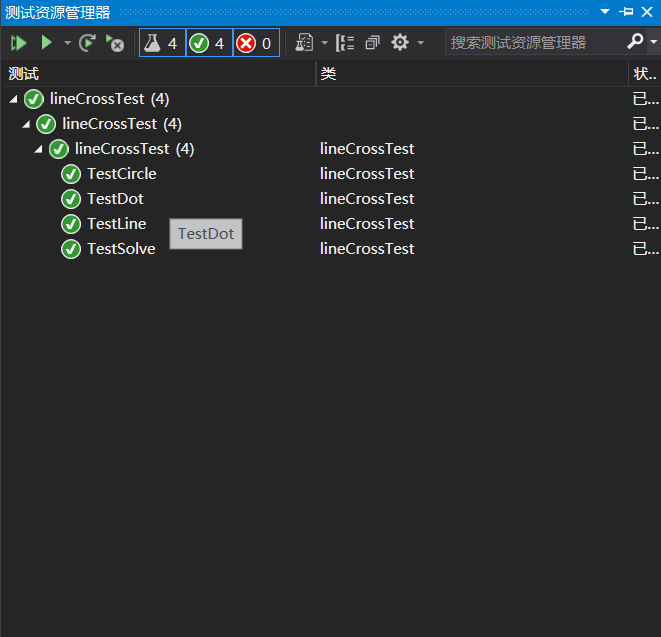 测试资源管理器
4 4 0 搜索测试资源管理器
测试 类 状..
lineCrossTest (4) 已...
lineCrossTest (4) 已...
lineCrossTest (4) lineCrossTest 已...
TestCircle lineCrossTest 已...
TestDot lineCrossTest 已...
TestLine lineCrossTest 已...
TestDot
TestSolve lineCrossTest 已...